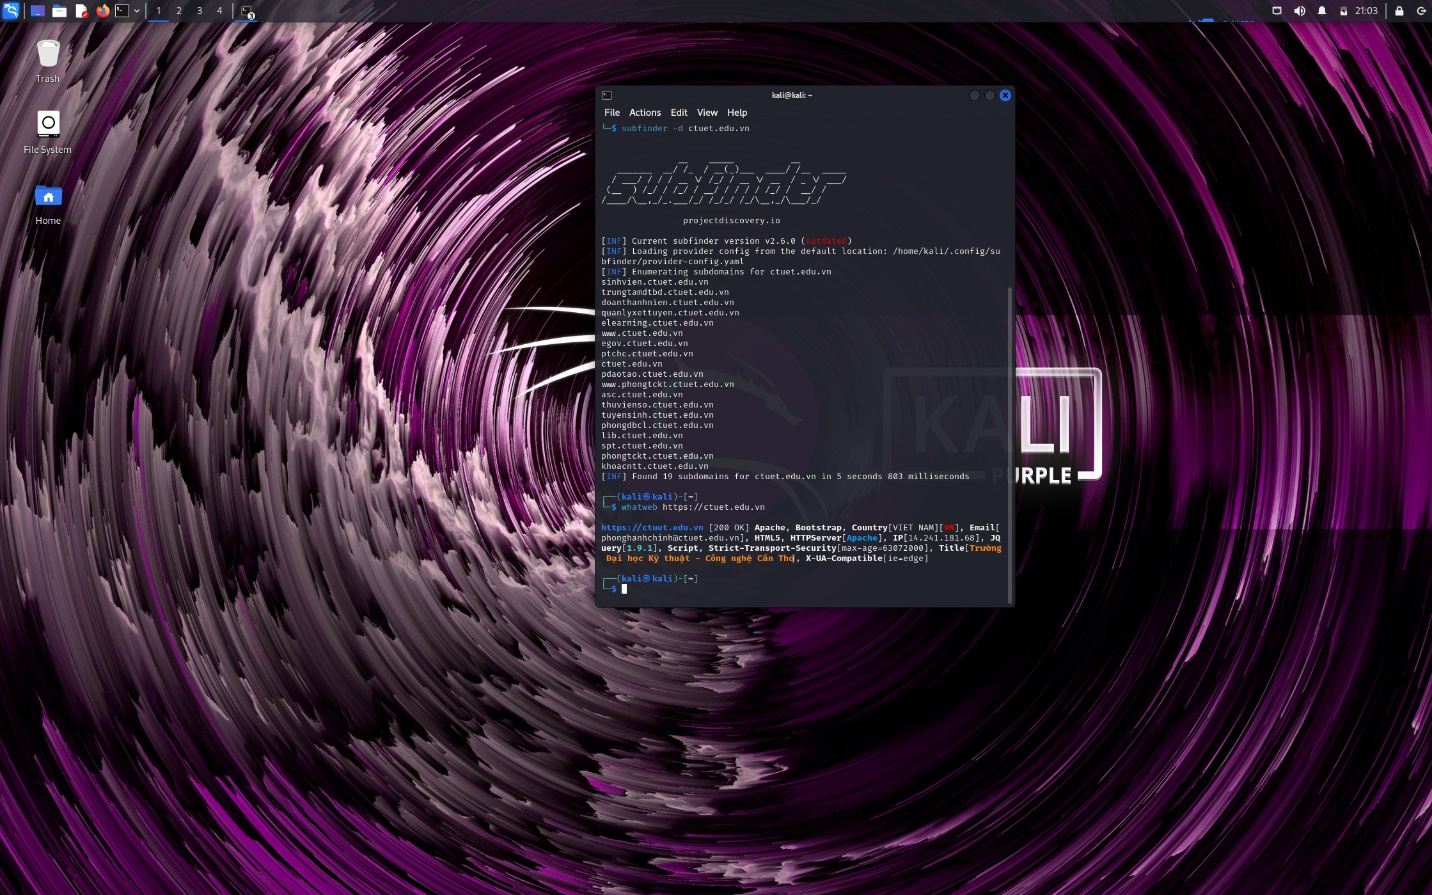 1 2 3 4
3
21:03
Trash
File System
Home
kali@kali: ~
File Actions Edit View Help
└─$ subfinder -d ctuet.edu.vn
projectdiscovery.io
[INF] Current subfinder version v2.6.0 (outdated)
[INF] Loading provider config from the default location: /home/kali/.config/su
bfinder/provider-config.yaml
[INF] Enumerating subdomains for ctuet.edu.vn
sinhvien.ctuet.edu.vn
trungtamdtbd.ctuet.edu.vn
doanthanhnien.ctuet.edu.vn
quanlyxettuyen.ctuet.edu.vn
elearning.ctuet.edu.vn
www.ctuet.edu.vn
egov.ctuet.edu.vn
ptchc.ctuet.edu.vn
ctuet.edu.vn
pdaotao.ctuet.edu.vn
www.phongtckt.ctuet.edu.vn
asc.ctuet.edu.vn
thuvienso.ctuet.edu.vn
tuyensinh.ctuet.edu.vn
phongdbcl.ctuet.edu.vn
lib.ctuet.edu.vn
spt.ctuet.edu.vn
phongtckt.ctuet.edu.vn
khoacntt.ctuet.edu.vn
[INF] Found 19 subdomains for ctuet.edu.vn in 5 seconds 803 milliseconds
┌──(kali㉿kali)-[~]
└─$ whatweb https://ctuet.edu.vn
https://ctuet.edu.vn [200 OK] Apache, Bootstrap, Country[VIET NAM][VN], Email[
phonghanhchinh@ctuet.edu.vn], HTML5, HTTPServer[Apache], IP[14.241.181.68], JQ
uery[1.9.1], Script, Strict-Transport-Security[max-age=63072000], Title[Trường
Đại học Kỹ thuật - Công nghệ Cần Thơ], X-UA-Compatible[ie=edge]
┌──(kali㉿kali)-[~]
└─$
KALI
PURPLE